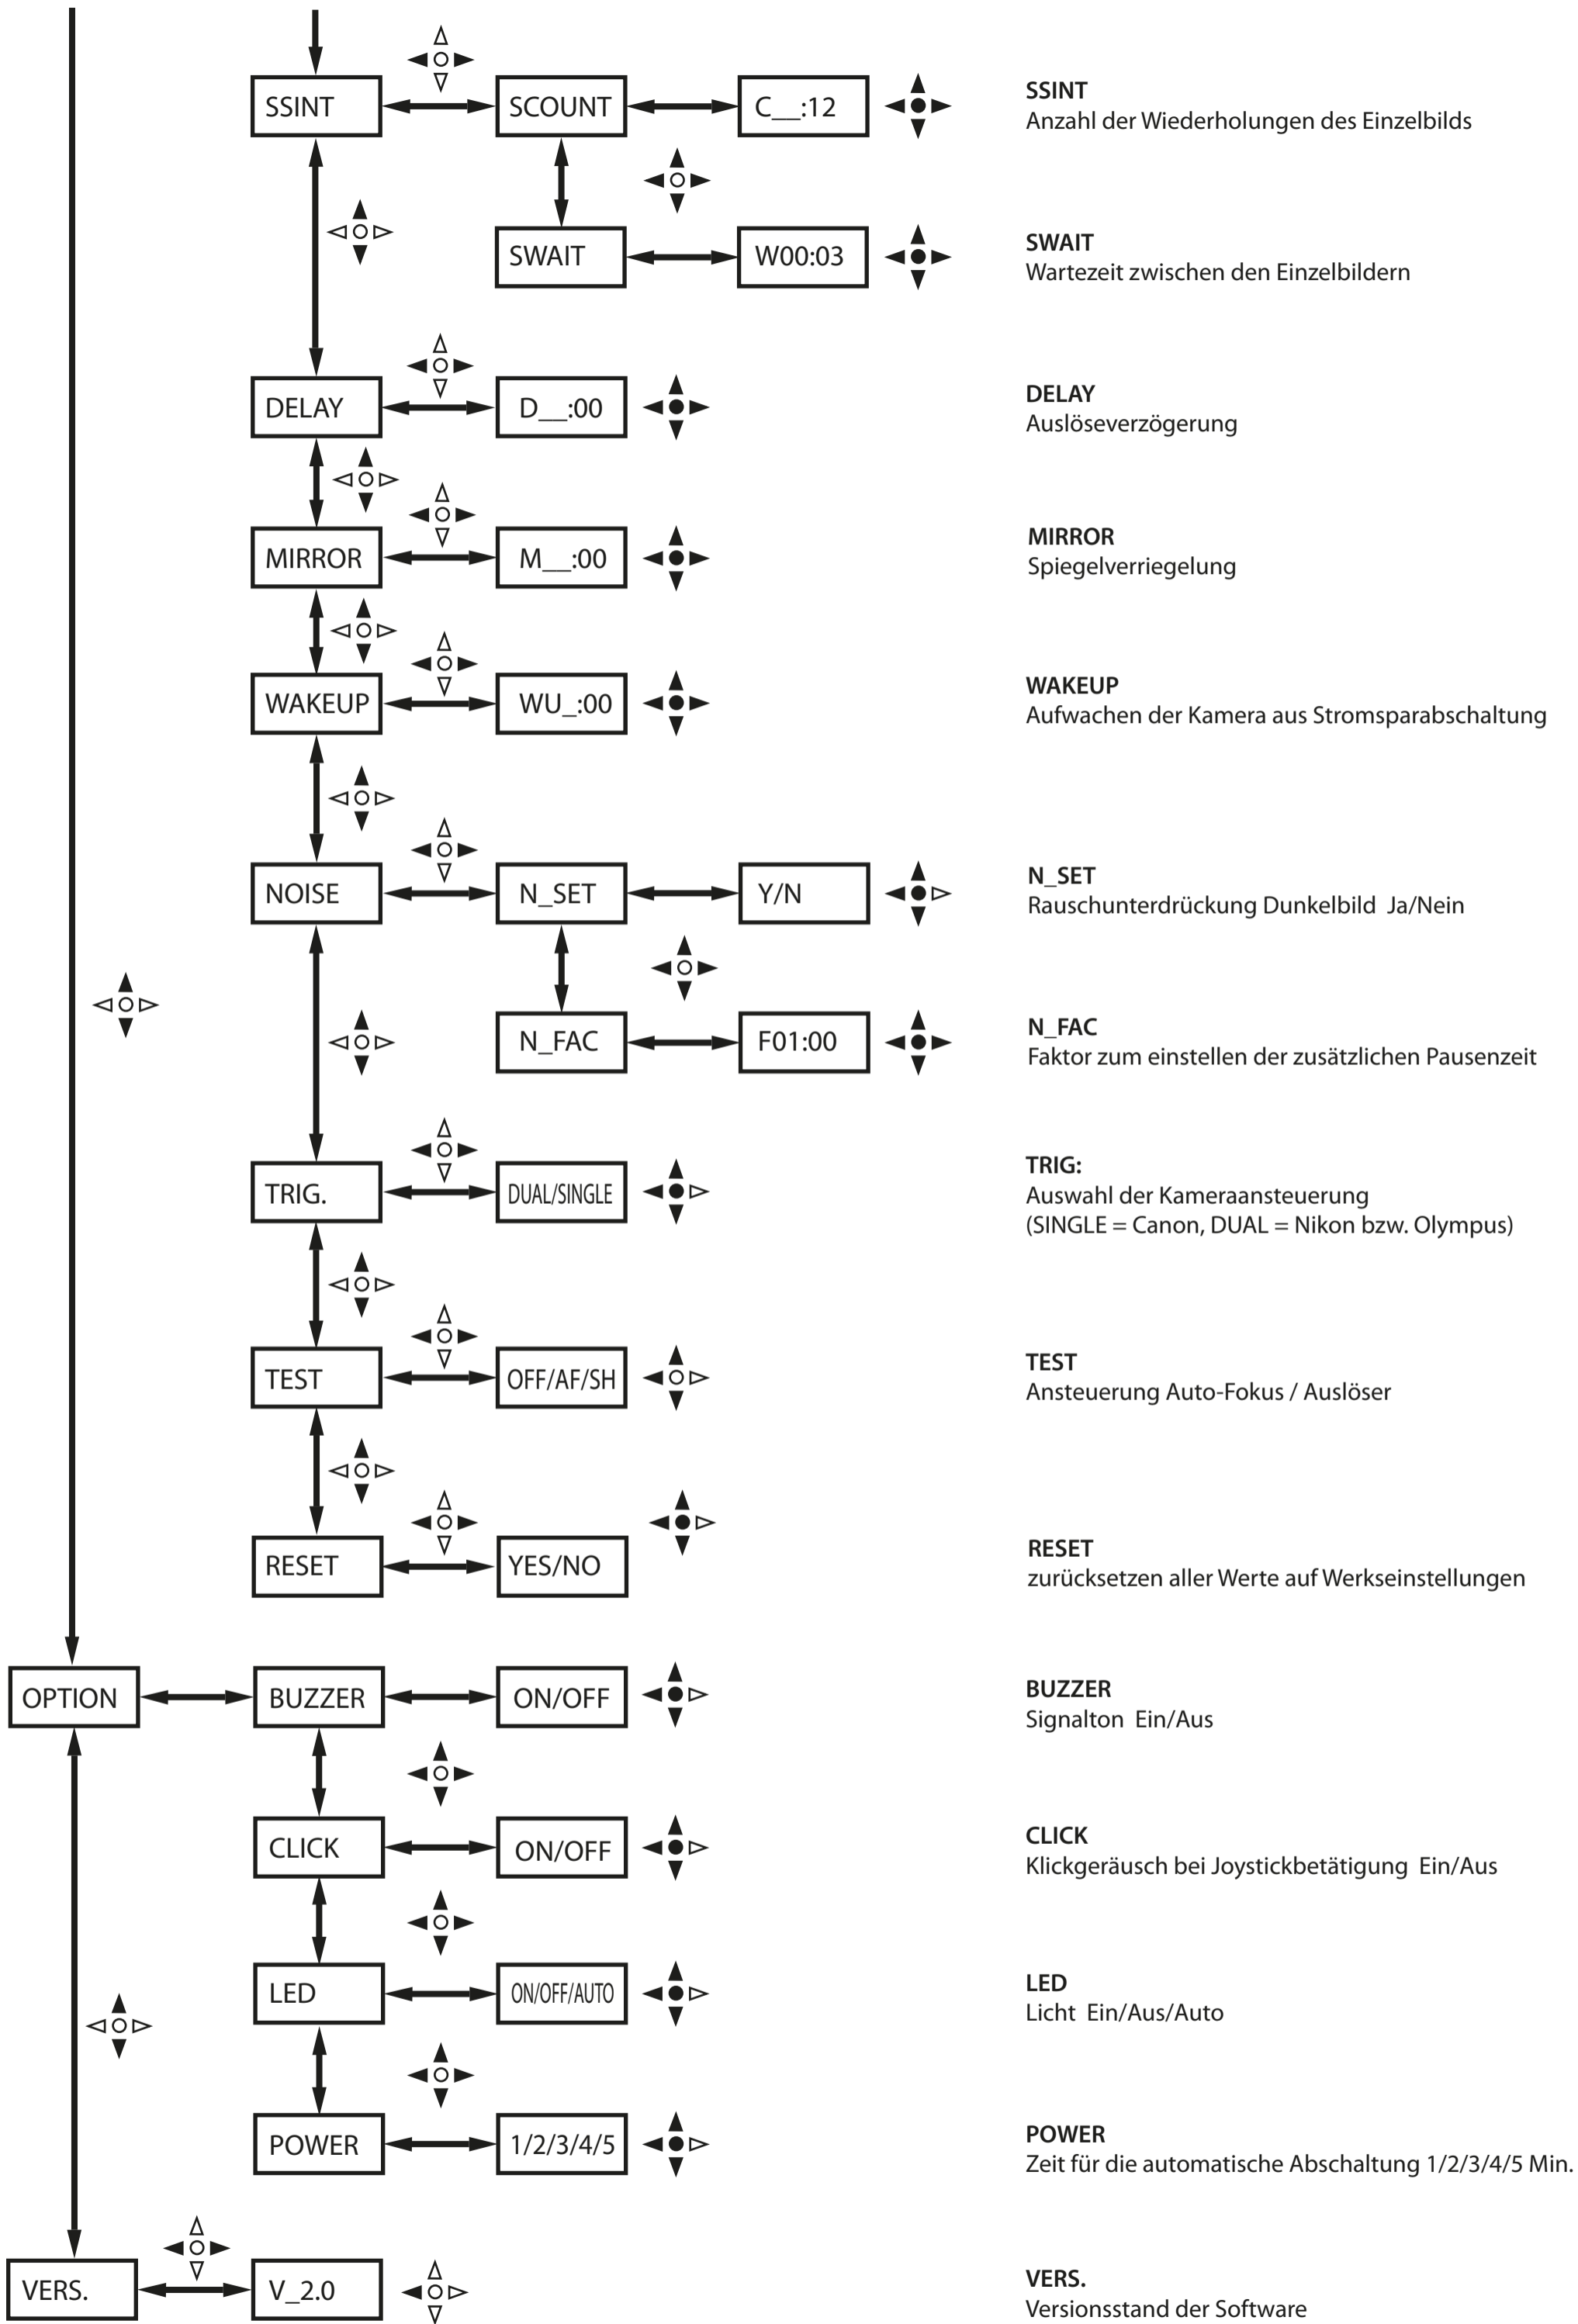 SSINT
SCOUNT
C__:12
SSINT
Anzahl der Wiederholungen des Einzelbilds
SWAIT
W00:03
SWAIT
Wartezeit zwischen den Einzelbildern
DELAY
D__:00
DELAY
Auslöseverzögerung
MIRROR
M__:00
MIRROR
Spiegelverriegelung
WAKEUP
WU_:00
WAKEUP
Aufwachen der Kamera aus Stromsparabschaltung
NOISE
N_SET
Y/N
N_SET
Rauschunterdrückung Dunkelbild Ja/Nein
N_FAC
F01:00
N_FAC
Faktor zum einstellen der zusätzlichen Pausenzeit
TRIG.
DUAL/SINGLE
TRIG:
Auswahl der Kameraansteuerung
(SINGLE = Canon, DUAL = Nikon bzw. Olympus)
TEST
OFF/AF/SH
TEST
Ansteuerung Auto-Fokus / Auslöser
RESET
YES/NO
RESET
zurücksetzen aller Werte auf Werkseinstellungen
OPTION
BUZZER
ON/OFF
BUZZER
Signalton Ein/Aus
CLICK
ON/OFF
CLICK
Klickgeräusch bei Joystickbetätigung Ein/Aus
LED
ON/OFF/AUTO
LED
Licht Ein/Aus/Auto
POWER
1/2/3/4/5
POWER
Zeit für die automatische Abschaltung 1/2/3/4/5 Min.
VERS.
V_2.0
VERS.
Versionsstand der Software